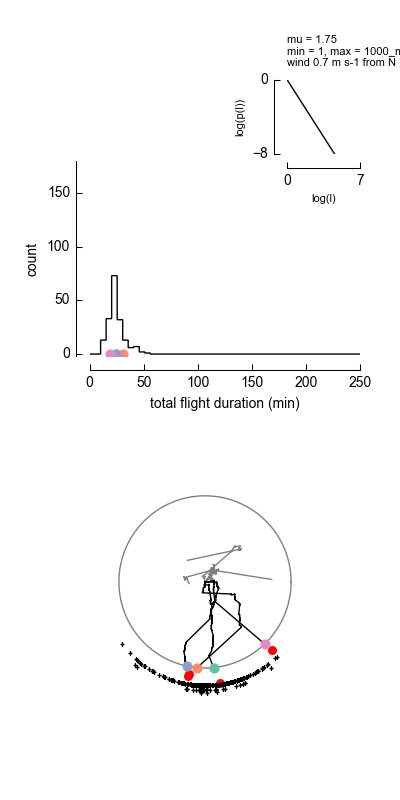 mu = 1.75
min = 1, max = 1000_m
wind 0.7 m s-1 from N
0
log(p(l))
−8
0 7
log(l)
150
count
100
50
0
0 50 100 150 200 250
total flight duration (min)